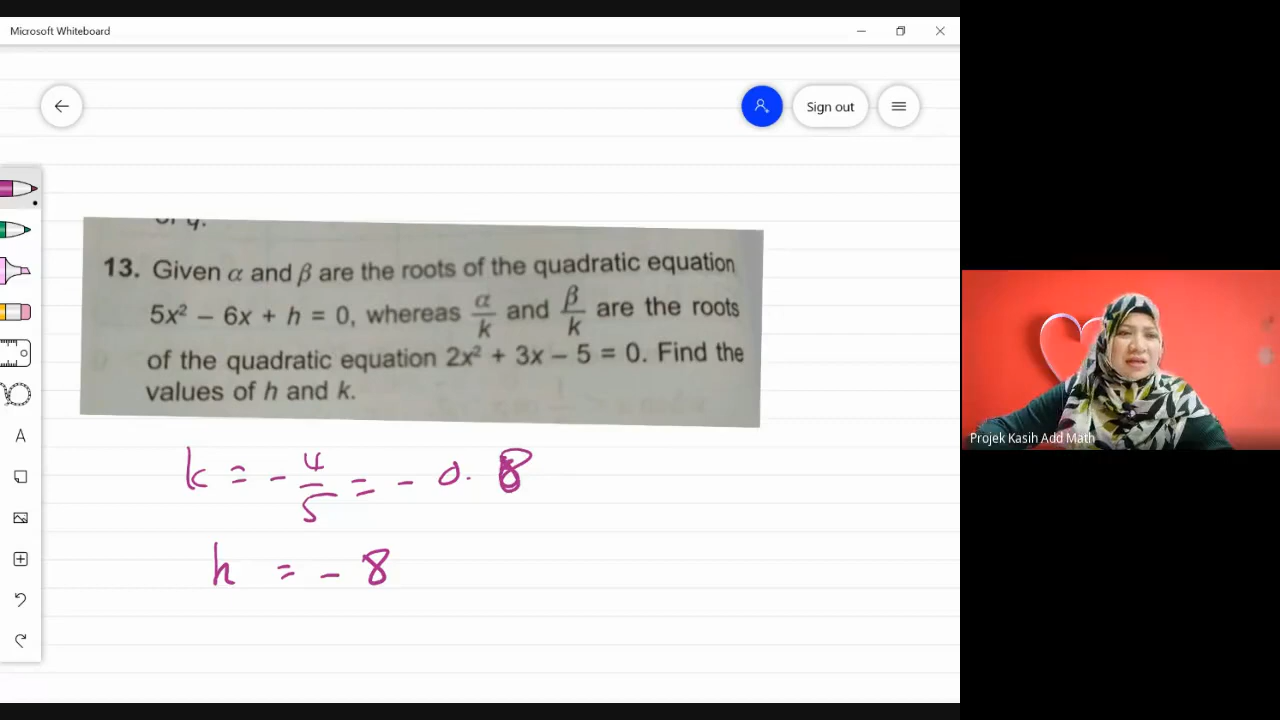 Microsoft Whiteboard
Sign out
or q.
13. Given α and β are the roots of the quadratic equation
5x² − 6x + h = 0, whereas α/k and β/k are the roots
of the quadratic equation 2x² + 3x − 5 = 0. Find the
values of h and k.
k = - 4/5 = - 0.8
h = - 8
A
Projek Kasih Add Math